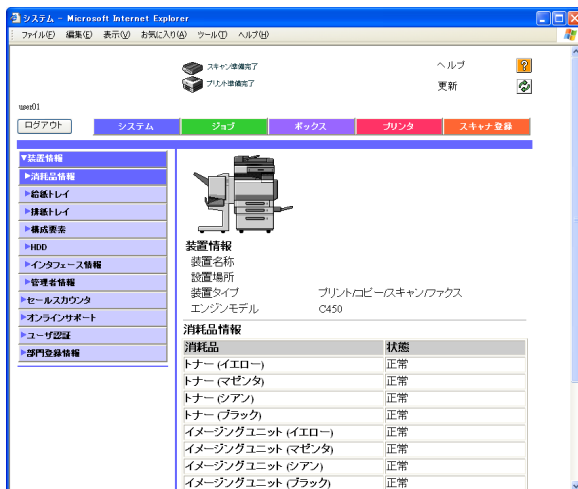 システム - Microsoft Internet Explorer
ファイル(F) 編集(E) 表示(V) お気に入り(A) ツール(T) ヘルプ(H)
スキャン準備完了
プリント準備完了
ヘルプ
更新
user01
ログアウト
システム ジョブ ボックス プリンタ スキャナ登録
▼装置情報
▶消耗品情報
▶給紙トレイ
▶排紙トレイ
▶構成要素
▶HDD
▶インタフェース情報
▶管理者情報
▶セールスカウンタ
▶オンラインサポート
▶ユーザ認証
▶部門登録情報
装置情報
装置名称
設置場所
装置タイプ プリント/コピー/スキャン/ファクス
エンジンモデル C450
消耗品情報
消耗品 状態
トナー (イエロー) 正常
トナー (マゼンタ) 正常
トナー (シアン) 正常
トナー (ブラック) 正常
イメージングユニット (イエロー) 正常
イメージングユニット (マゼンタ) 正常
イメージングユニット (シアン) 正常
イメージングユニット (ブラック) 正常